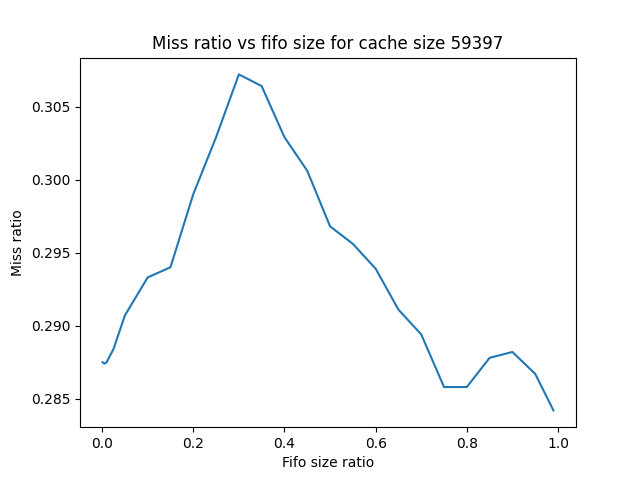 Miss ratio vs fifo size for cache size 59397
0.305
0.300
0.295
0.290
0.285
Miss ratio
0.0 0.2 0.4 0.6 0.8 1.0
Fifo size ratio